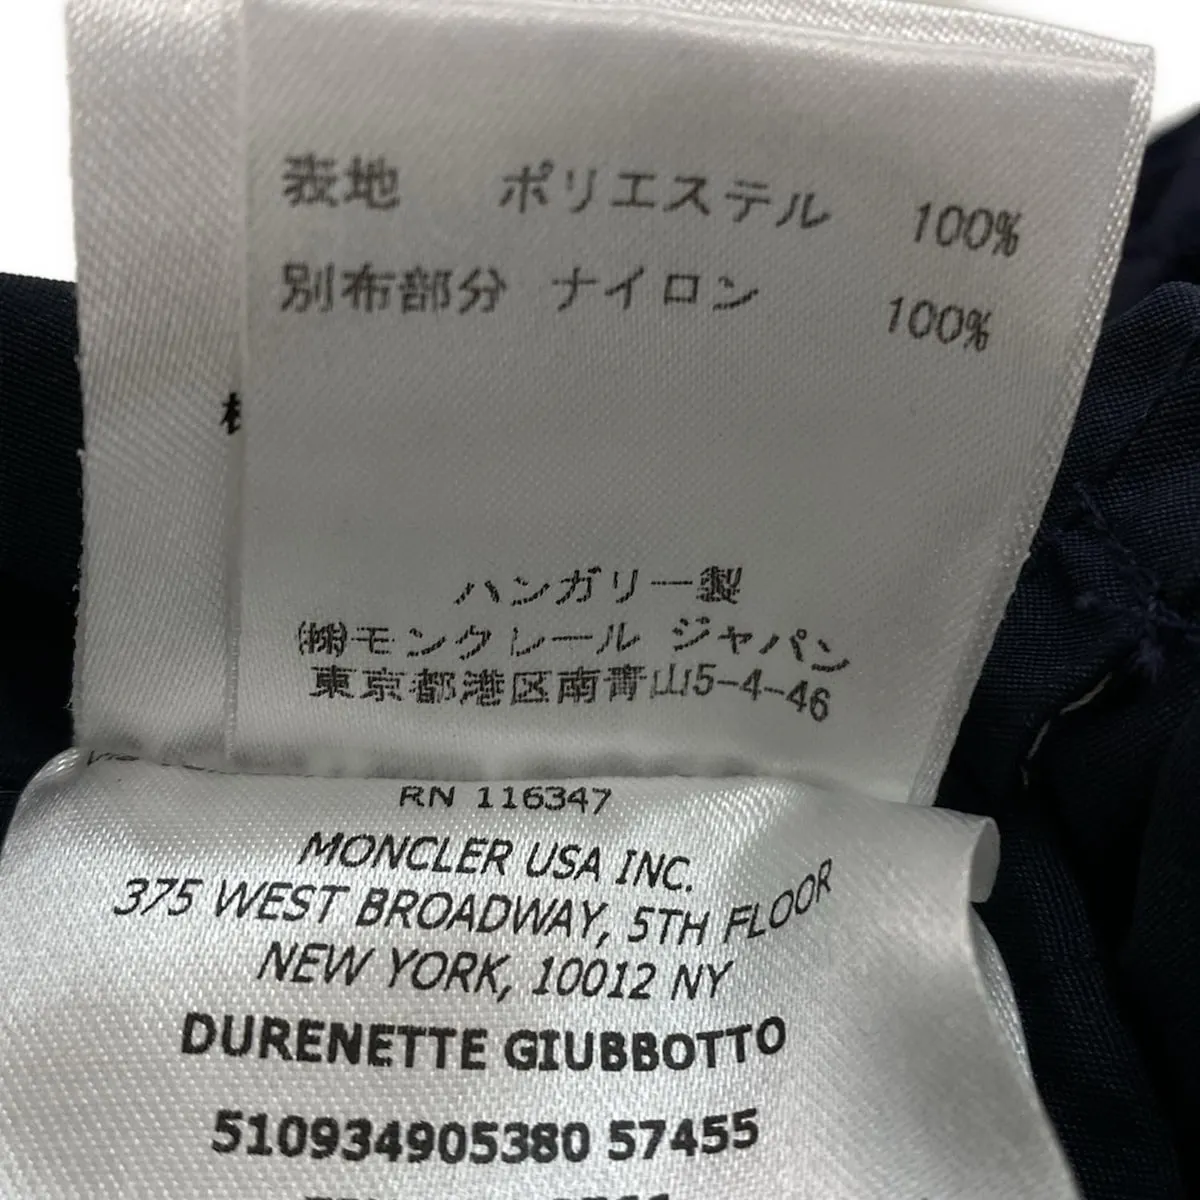 表地 ポリエステル 100%
別布部分 ナイロン 100%
ハンガリー製
㈱モンクレール ジャパン
東京都港区南青山5-4-46
RN 116347
MONCLER USA INC.
375 WEST BROADWAY, 5TH FLOOR
NEW YORK, 10012 NY
DURENETTE GIUBBOTTO
510934905380 57455